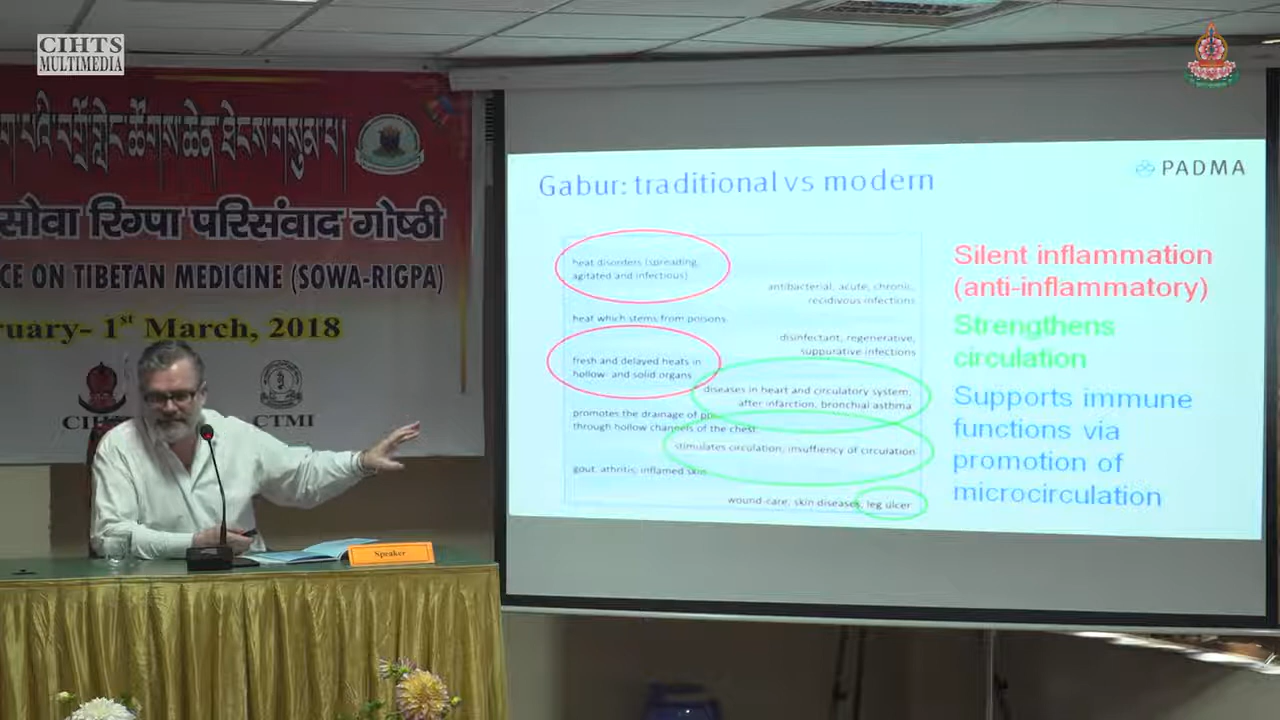 CIHTS
MULTIMEDIA
सोवा रिग्पा परिसंवाद गोष्ठी
CE ON TIBETAN MEDICINE (SOWA-RIGPA)
ruary- 1st March, 2018
CIHTS
CTMI
Speaker
PADMA
Gabur: traditional vs modern
heat disorders (spreading,
agitated and infectious)
antibacterial, acute, chronic,
recidivous infections
heat which stems from poisons
disinfectant, regenerative,
suppurative infections
fresh and delayed heats in
hollow- and solid organs
diseases in heart and circulatory system,
after infarction, bronchial asthma
promotes the drainage of
through hollow channels of the chest
stimulates circulation, insuffiency of circulation
gout, athritis, inflamed skin
wound-care, skin diseases, leg ulcer
Silent inflammation
(anti-inflammatory)
Strengthens
circulation
Supports immune
functions via
promotion of
microcirculation